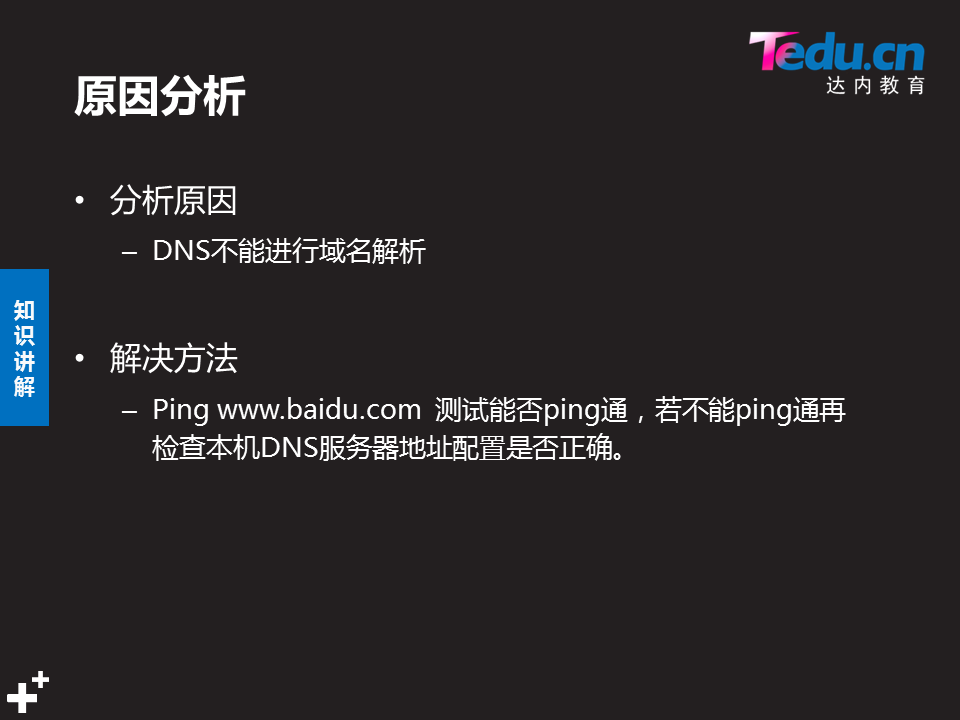 Tedu.cn
达内教育
原因分析
• 分析原因
– DNS不能进行域名解析
知识讲解
• 解决方法
– Ping www.baidu.com 测试能否ping通，若不能ping通再
检查本机DNS服务器地址配置是否正确。